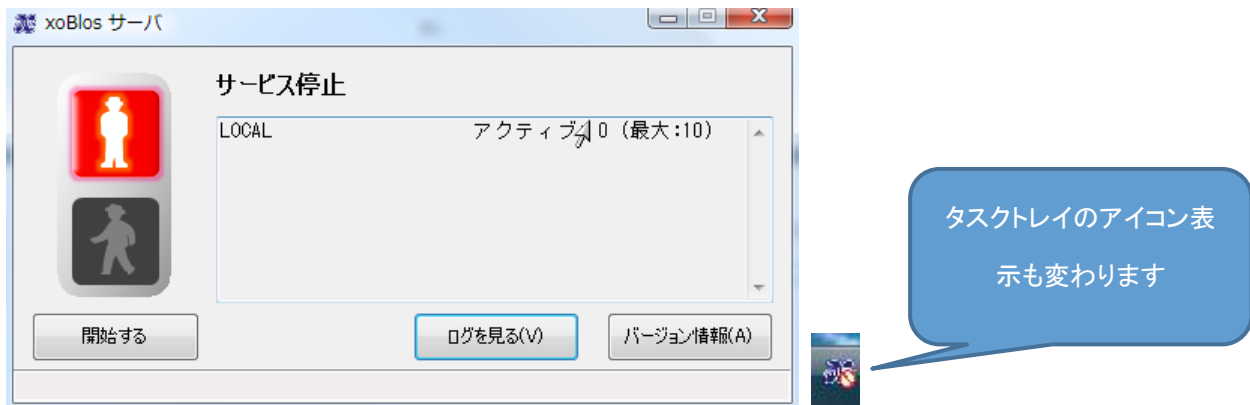 xoBlos サーバ
サービス停止
LOCAL アクティブ: 0 (最大:10)
タスクトレイのアイコン表
示も変わります
開始する ログを見る(V) バージョン情報(A)